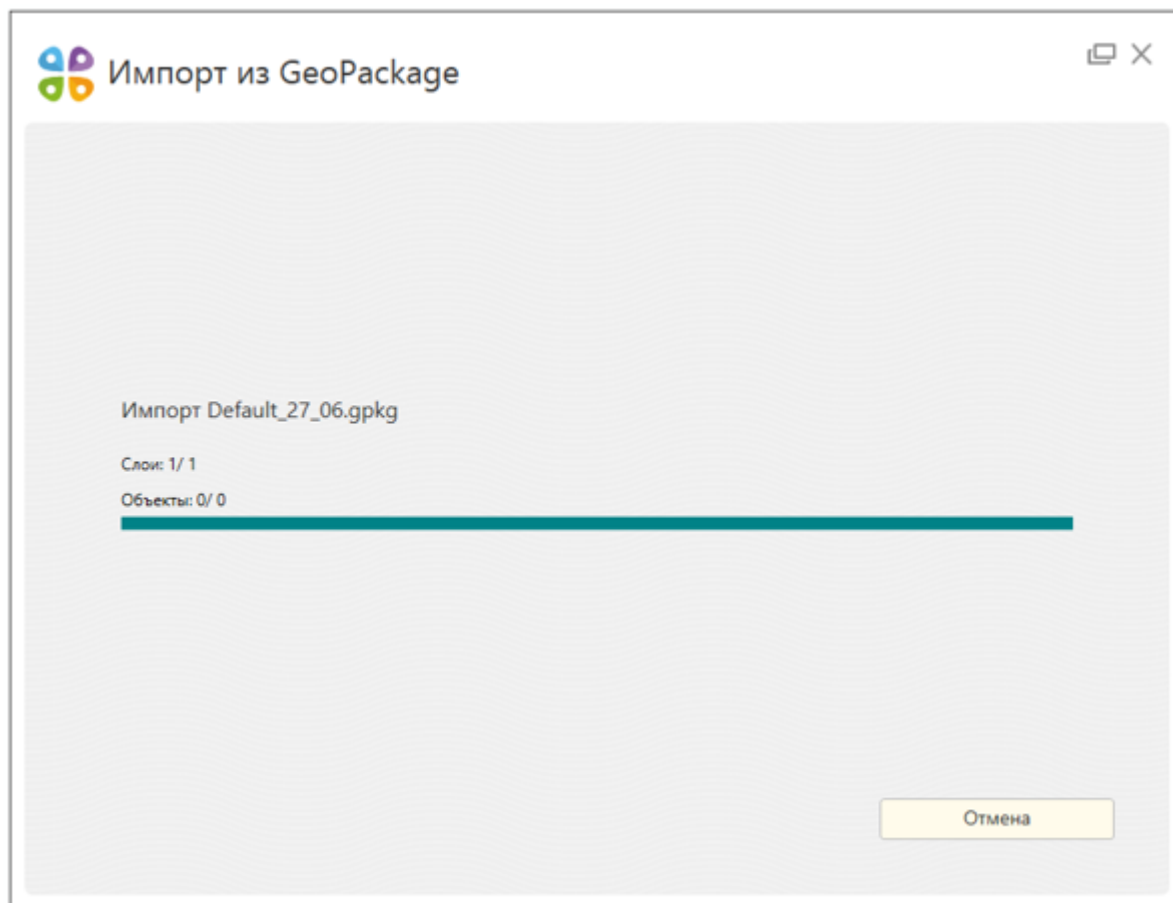 Импорт из GeoPackage
Импорт Default_27_06.gpkg
Слои: 1/ 1
Объекты: 0/ 0
Отмена